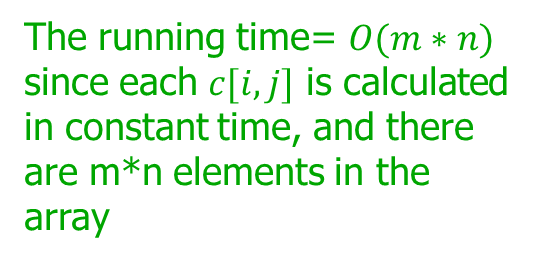 The running time= O(m * n)
since each c[i, j] is calculated
in constant time, and there
are m*n elements in the
array